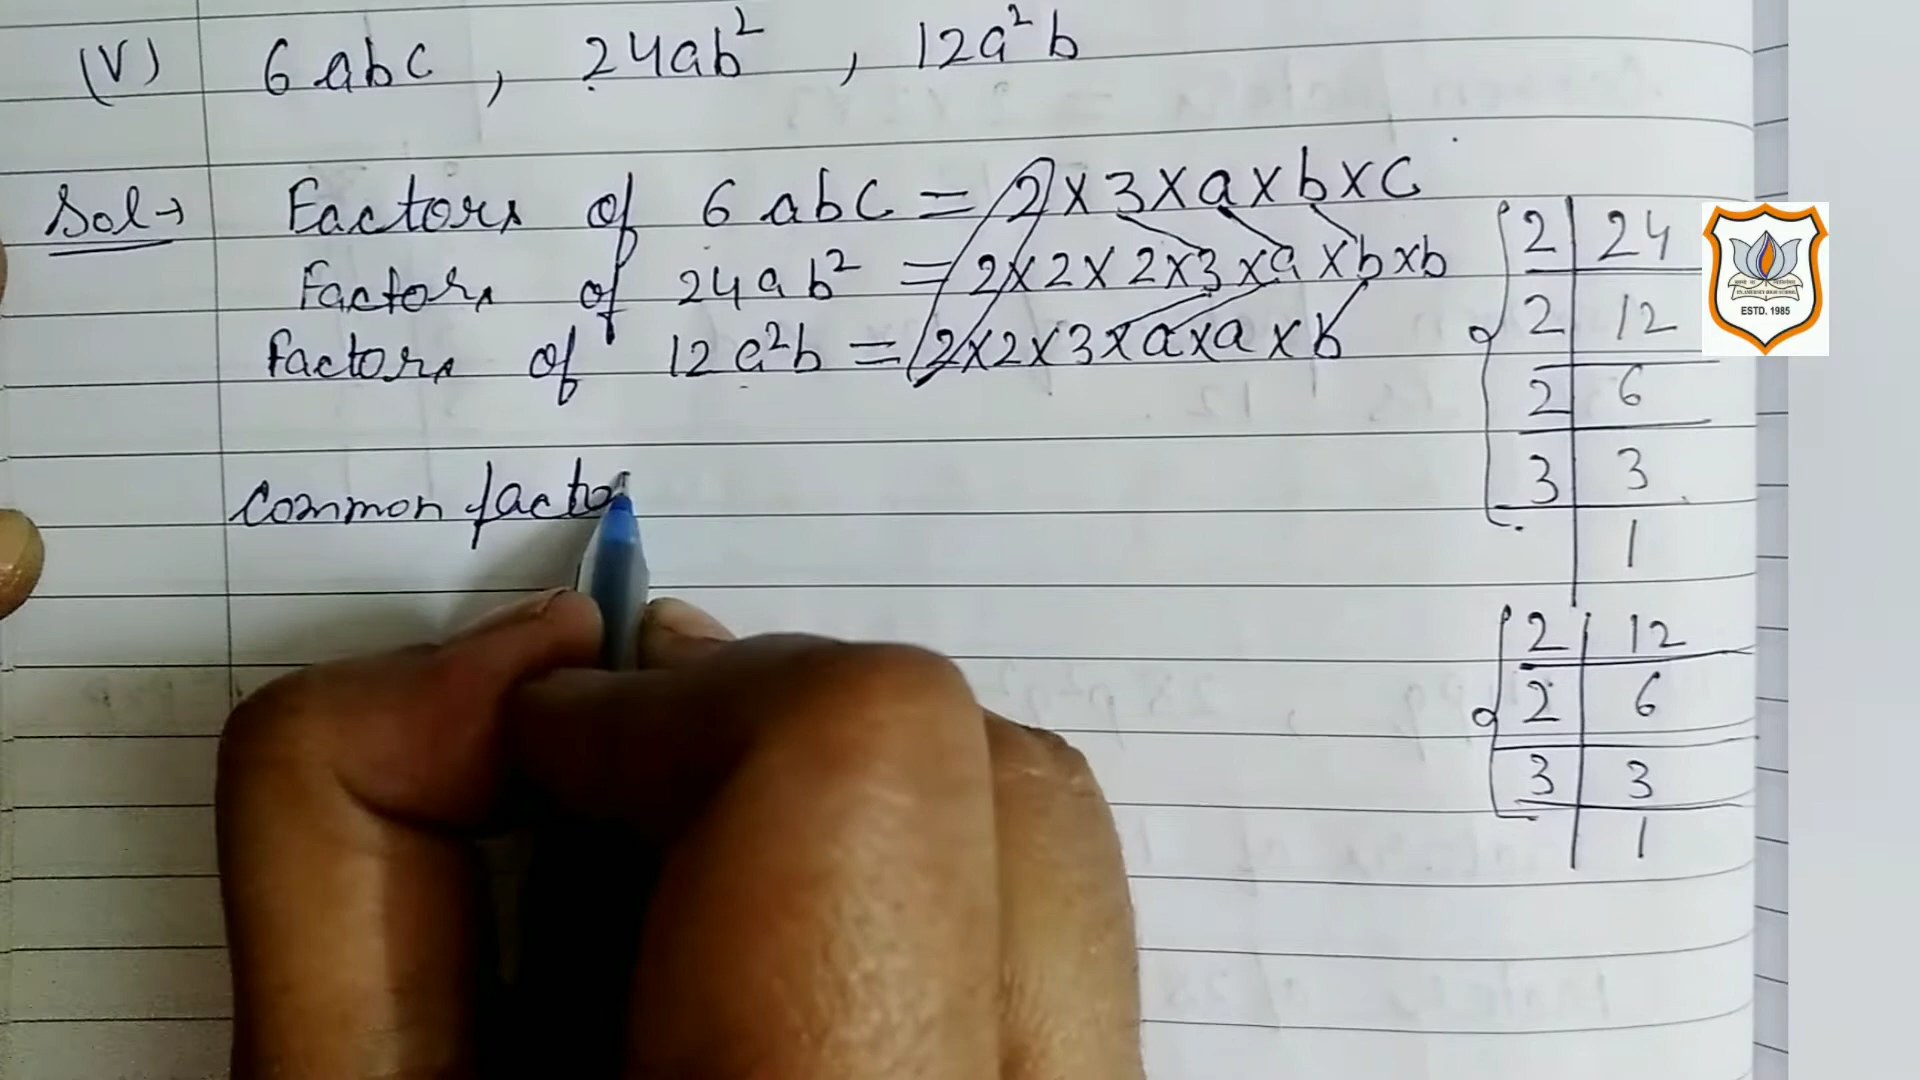 (V) 6abc , 24ab² , 12a²b
Sol→ Factors of 6abc = 2×3×a×b×c
Factors of 24ab² = 2×2×2×3×a×b×b
Factors of 12a²b = 2×2×3×a×a×b
Common facto
2 | 24
2 | 12
2 | 6
3 | 3
1
2 | 12
2 | 6
3 | 3
1
ESTD. 1985